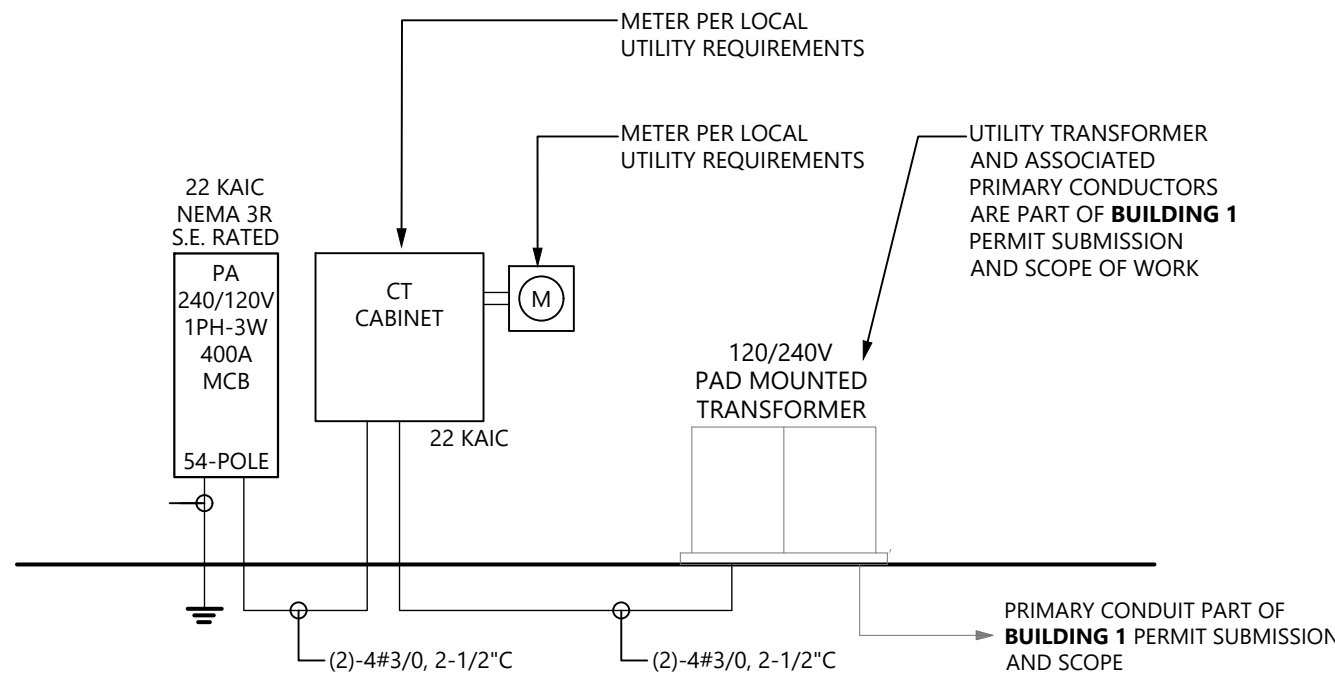 METER PER LOCAL
UTILITY REQUIREMENTS
METER PER LOCAL
UTILITY REQUIREMENTS
UTILITY TRANSFORMER
AND ASSOCIATED
PRIMARY CONDUCTORS
ARE PART OF BUILDING 1
PERMIT SUBMISSION
AND SCOPE OF WORK
22 KAIC
NEMA 3R
S.E. RATED
PA
240/120V
1PH-3W
400A
MCB
54-POLE
CT
CABINET
M
22 KAIC
120/240V
PAD MOUNTED
TRANSFORMER
(2)-4#3/0, 2-1/2"C
(2)-4#3/0, 2-1/2"C
PRIMARY CONDUIT PART OF
BUILDING 1 PERMIT SUBMISSION
AND SCOPE